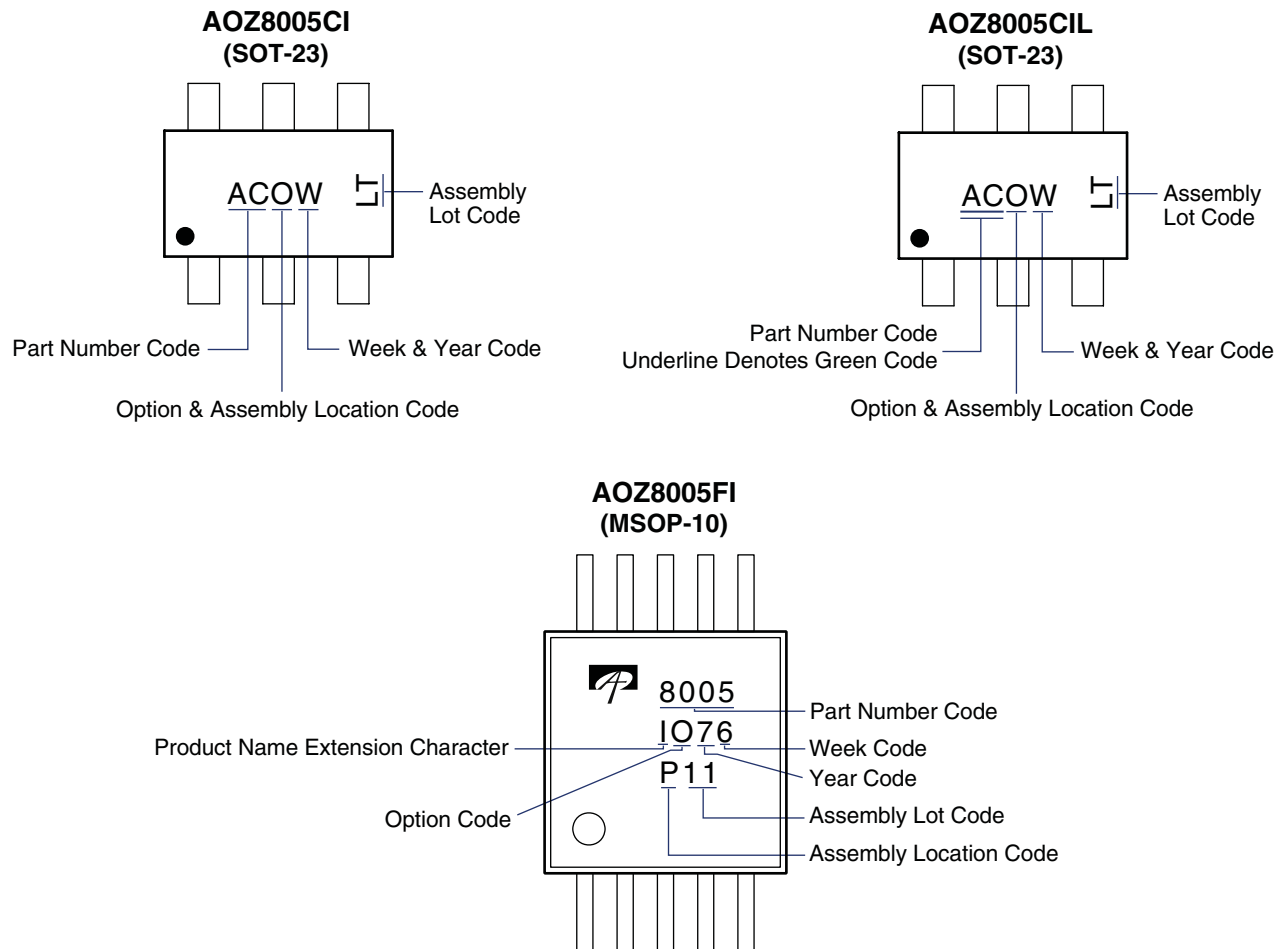 AOZ8005CI
(SOT-23)
ACOW
LT
Assembly
Lot Code
Part Number Code
Week & Year Code
Option & Assembly Location Code
AOZ8005CIL
(SOT-23)
ACOW
LT
Assembly
Lot Code
Part Number Code
Underline Denotes Green Code
Week & Year Code
Option & Assembly Location Code
AOZ8005FI
(MSOP-10)
8005
Part Number Code
IO76
Product Name Extension Character
Week Code
P11
Year Code
Option Code
Assembly Lot Code
Assembly Location Code